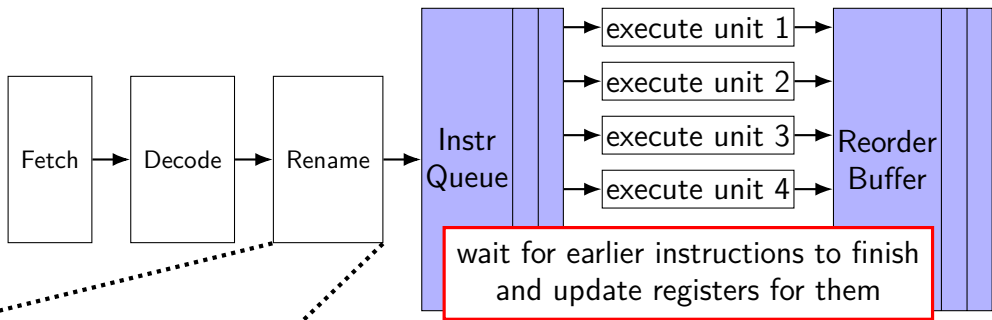 Fetch
Decode
Rename
Instr
Queue
execute unit 1
execute unit 2
execute unit 3
execute unit 4
Reorder
Buffer
wait for earlier instructions to finish
and update registers for them